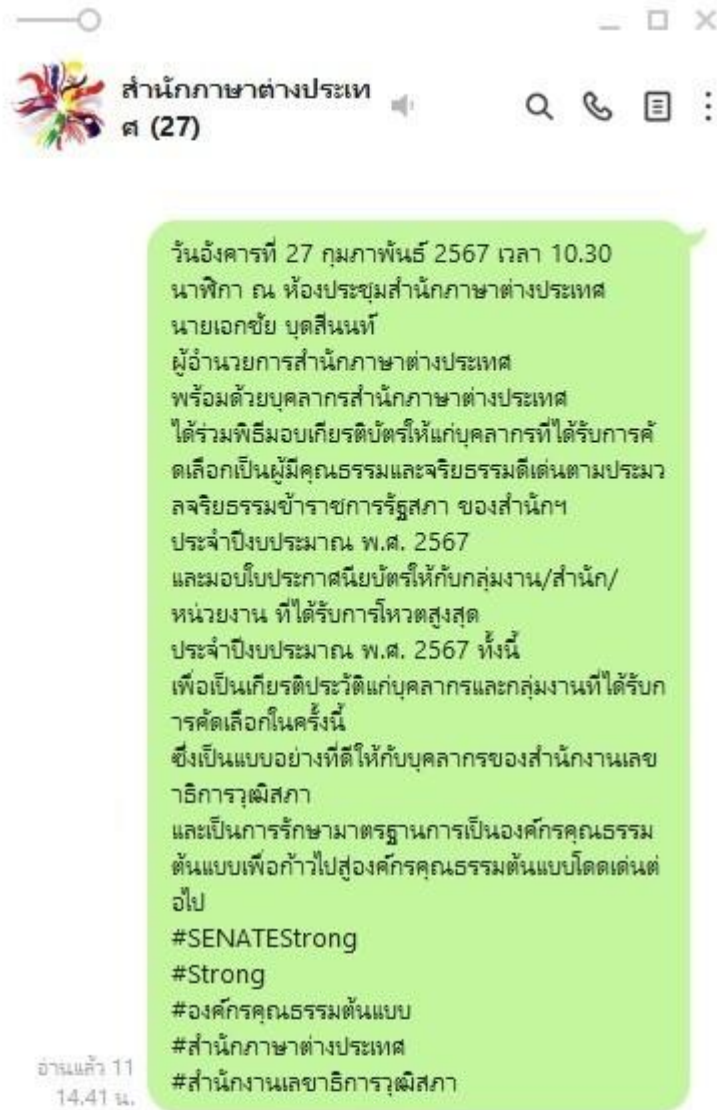 สำนักภาษาต่างประเท
ศ (27)
วันอังคารที่ 27 กุมภาพันธ์ 2567 เวลา 10.30
นาฬิกา ณ ห้องประชุมสำนักภาษาต่างประเทศ
นายเอกชัย บุดสีนนท์
ผู้อำนวยการสำนักภาษาต่างประเทศ
พร้อมด้วยบุคลากรสำนักภาษาต่างประเทศ
ได้ร่วมพิธีมอบเกียรติบัตรให้แก่บุคลากรที่ได้รับการคั
ดเลือกเป็นผู้มีคุณธรรมและจริยธรรมดีเด่นตามประมว
ลจริยธรรมข้าราชการรัฐสภา ของสำนักฯ
ประจำปีงบประมาณ พ.ศ. 2567
และมอบใบประกาศนียบัตรให้กับกลุ่มงาน/สำนัก/
หน่วยงาน ที่ได้รับการโหวตสูงสุด
ประจำปีงบประมาณ พ.ศ. 2567 ทั้งนี้
เพื่อเป็นเกียรติประวัติแก่บุคลากรและกลุ่มงานที่ได้รับก
ารคัดเลือกในครั้งนี้
ซึ่งเป็นแบบอย่างที่ดีให้กับบุคลากรของสำนักงานเลข
าธิการวุฒิสภา
และเป็นการรักษามาตรฐานการเป็นองค์กรคุณธรรม
ต้นแบบเพื่อก้าวไปสู่องค์กรคุณธรรมต้นแบบโดดเด่นต่
อไป
#SENATEStrong
#Strong
#องค์กรคุณธรรมต้นแบบ
#สำนักภาษาต่างประเทศ
#สำนักงานเลขาธิการวุฒิสภา
อ่านแล้ว 11
14.41 น.